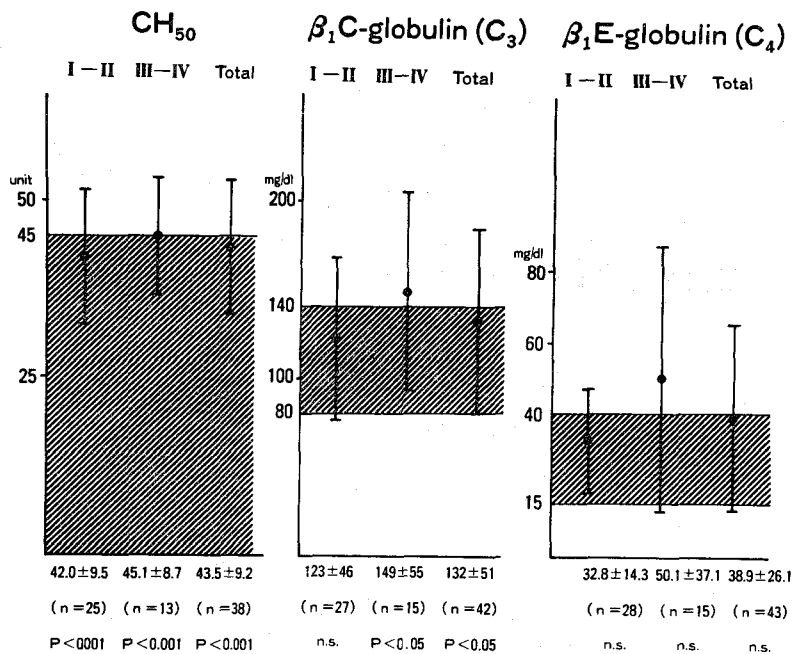 CH50
I – II III–IV Total
unit
50
45
25
42.0±9.5 45.1±8.7 43.5±9.2
(n=25) (n=13) (n=38)
P<0001 P<0.001 P<0.001
β1C-globulin (C3)
I – II III–IV Total
mg/dl
200
140
100
80
123±46 149±55 132±51
(n=27) (n=15) (n=42)
n.s. P<0.05 P<0.05
β1E-globulin (C4)
I – II III–IV Total
mg/dl
80
60
40
15
32.8±14.3 50.1±37.1 38.9±26.1
(n=28) (n=15) (n=43)
n.s. n.s. n.s.